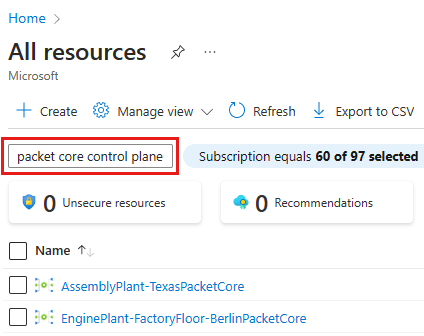 Home >
All resources ...
Microsoft
+ Create Manage view Refresh Export to CSV
packet core control plane Subscription equals 60 of 97 selected
0 Unsecure resources 0 Recommendations
Name ↑↓
AssemblyPlant-TexasPacketCore
EnginePlant-FactoryFloor-BerlinPacketCore